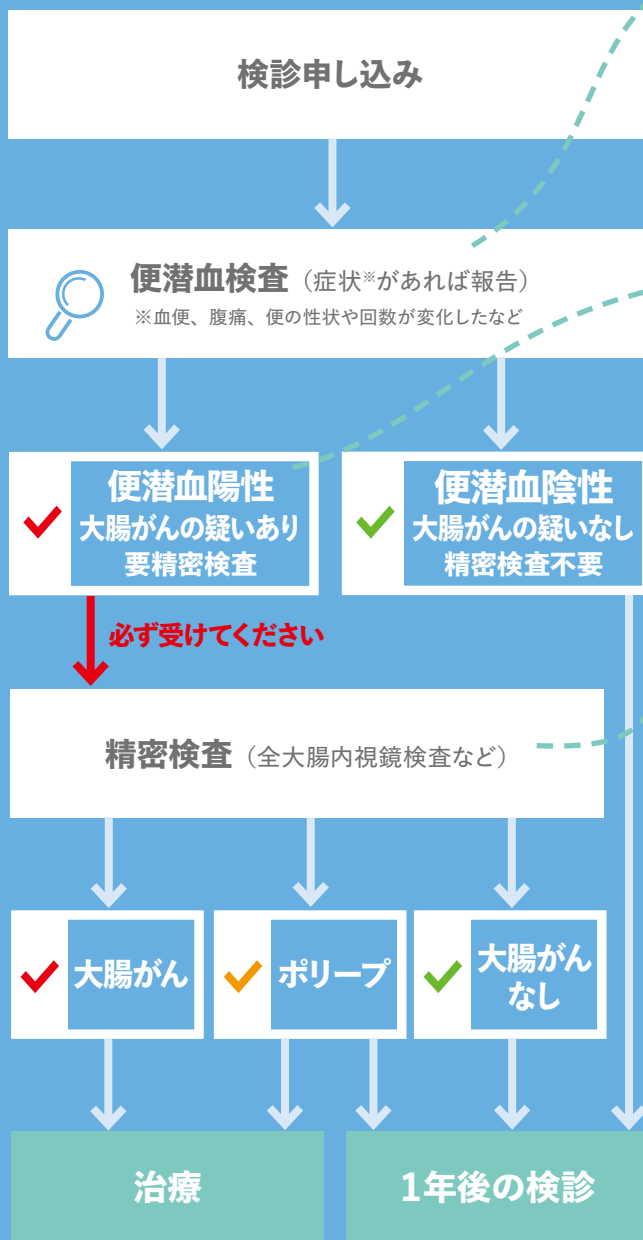 検診申し込み
便潜血検査（症状※があれば報告）
※血便、腹痛、便の性状や回数が変化したなど
便潜血陽性
大腸がんの疑いあり
要精密検査
便潜血陰性
大腸がんの疑いなし
精密検査不要
必ず受けてください
精密検査（全大腸内視鏡検査など）
大腸がん
ポリープ
大腸がん
なし
治療
1年後の検診